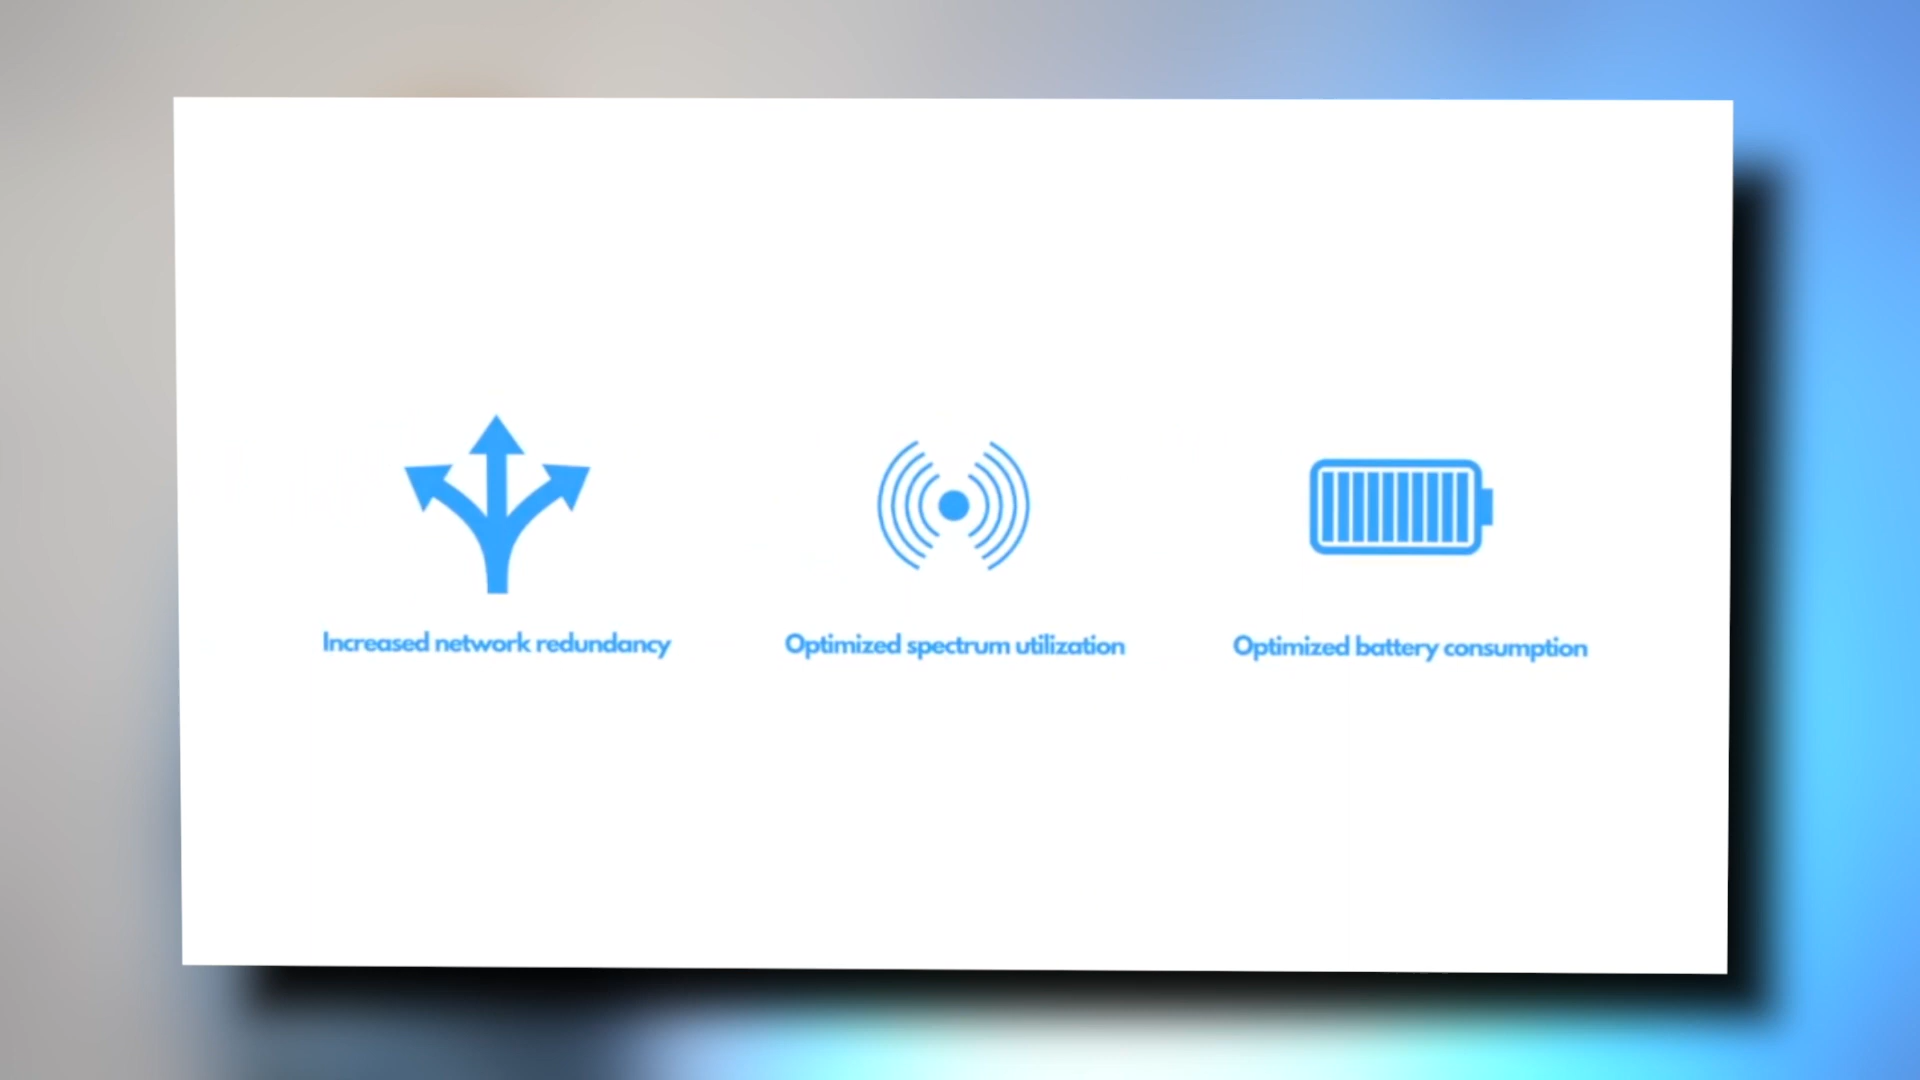 Increased network redundancy
Optimized spectrum utilization
Optimized battery consumption